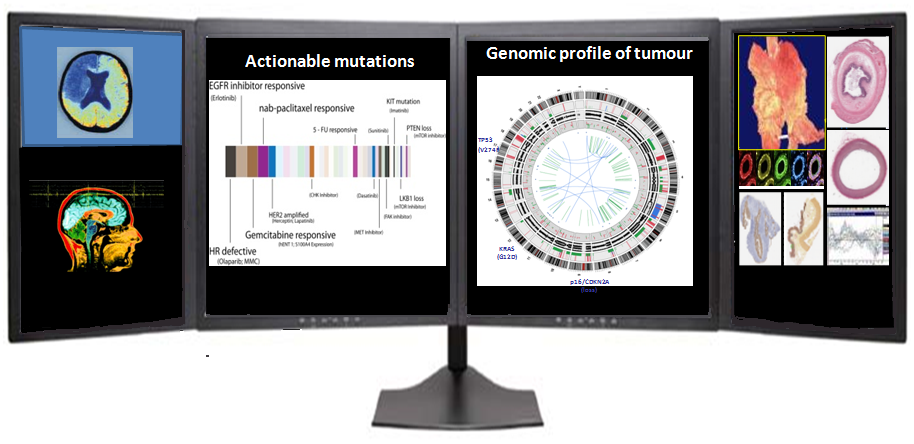 Actionable mutations
EGFR inhibitor responsive
(Erlotinib)
nab-paclitaxel responsive
5 - FU responsive
(Sunitinib)
KIT mutation
(Imatinib)
PTEN loss
(mTOR inhibitor)
(CHK Inhibitor)
(Dasatinib)
LKB1 loss
(mTOR Inhibitor)
HER2 amplified
(Herceptin; Lapatinib)
(FAK inhibitor)
(MET Inhibitor)
Gemcitabine responsive
(hENT 1; S100A4 Expression)
HR defective
(Olaparib; MMC)
Genomic profile of tumour
TP53
KRAS
(G12D)
p16/CDKN2A
(loss)